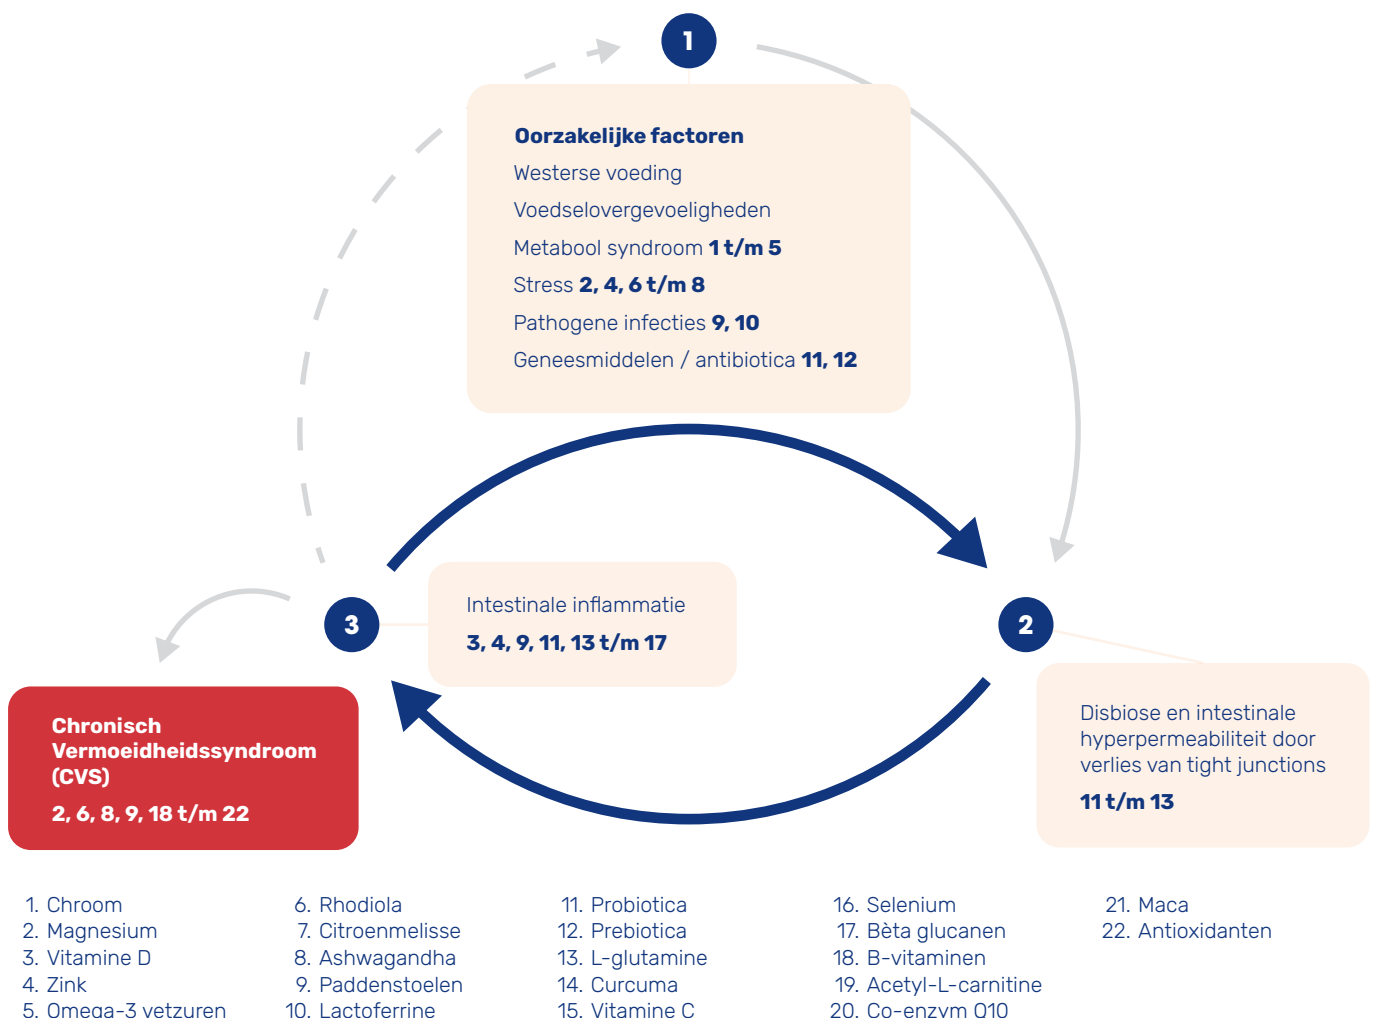 1
Oorzakelijke factoren
Westerse voeding
Voedselovergevoeligheden
Metabool syndroom 1 t/m 5
Stress 2, 4, 6 t/m 8
Pathogene infecties 9, 10
Geneesmiddelen / antibiotica 11, 12
3
Intestinale inflammatie
3, 4, 9, 11, 13 t/m 17
2
Disbiose en intestinale
hyperpermeabiliteit door
verlies van tight junctions
11 t/m 13
Chronisch
Vermoeidheidssyndroom
(CVS)
2, 6, 8, 9, 18 t/m 22
1. Chroom
2. Magnesium
3. Vitamine D
4. Zink
5. Omega-3 vetzuren
6. Rhodiola
7. Citroenmelisse
8. Ashwagandha
9. Paddenstoelen
10. Lactoferrine
11. Probiotica
12. Prebiotica
13. L-glutamine
14. Curcuma
15. Vitamine C
16. Selenium
17. Bèta glucanen
18. B-vitaminen
19. Acetyl-L-carnitine
20. Co-enzym Q10
21. Maca
22. Antioxidanten